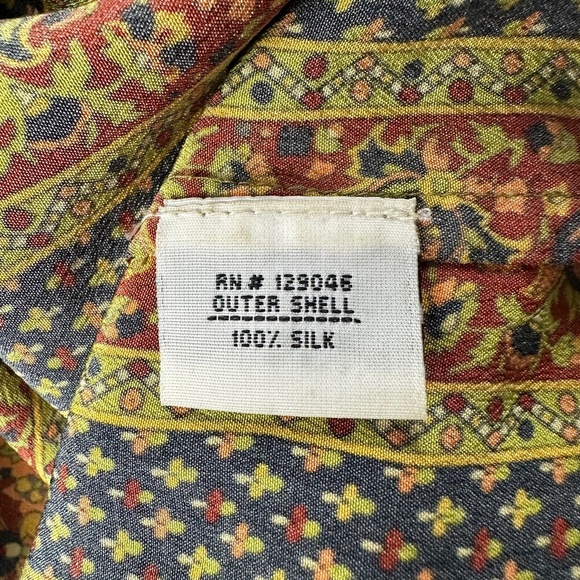 RN # 129046
OUTER SHELL
100% SILK